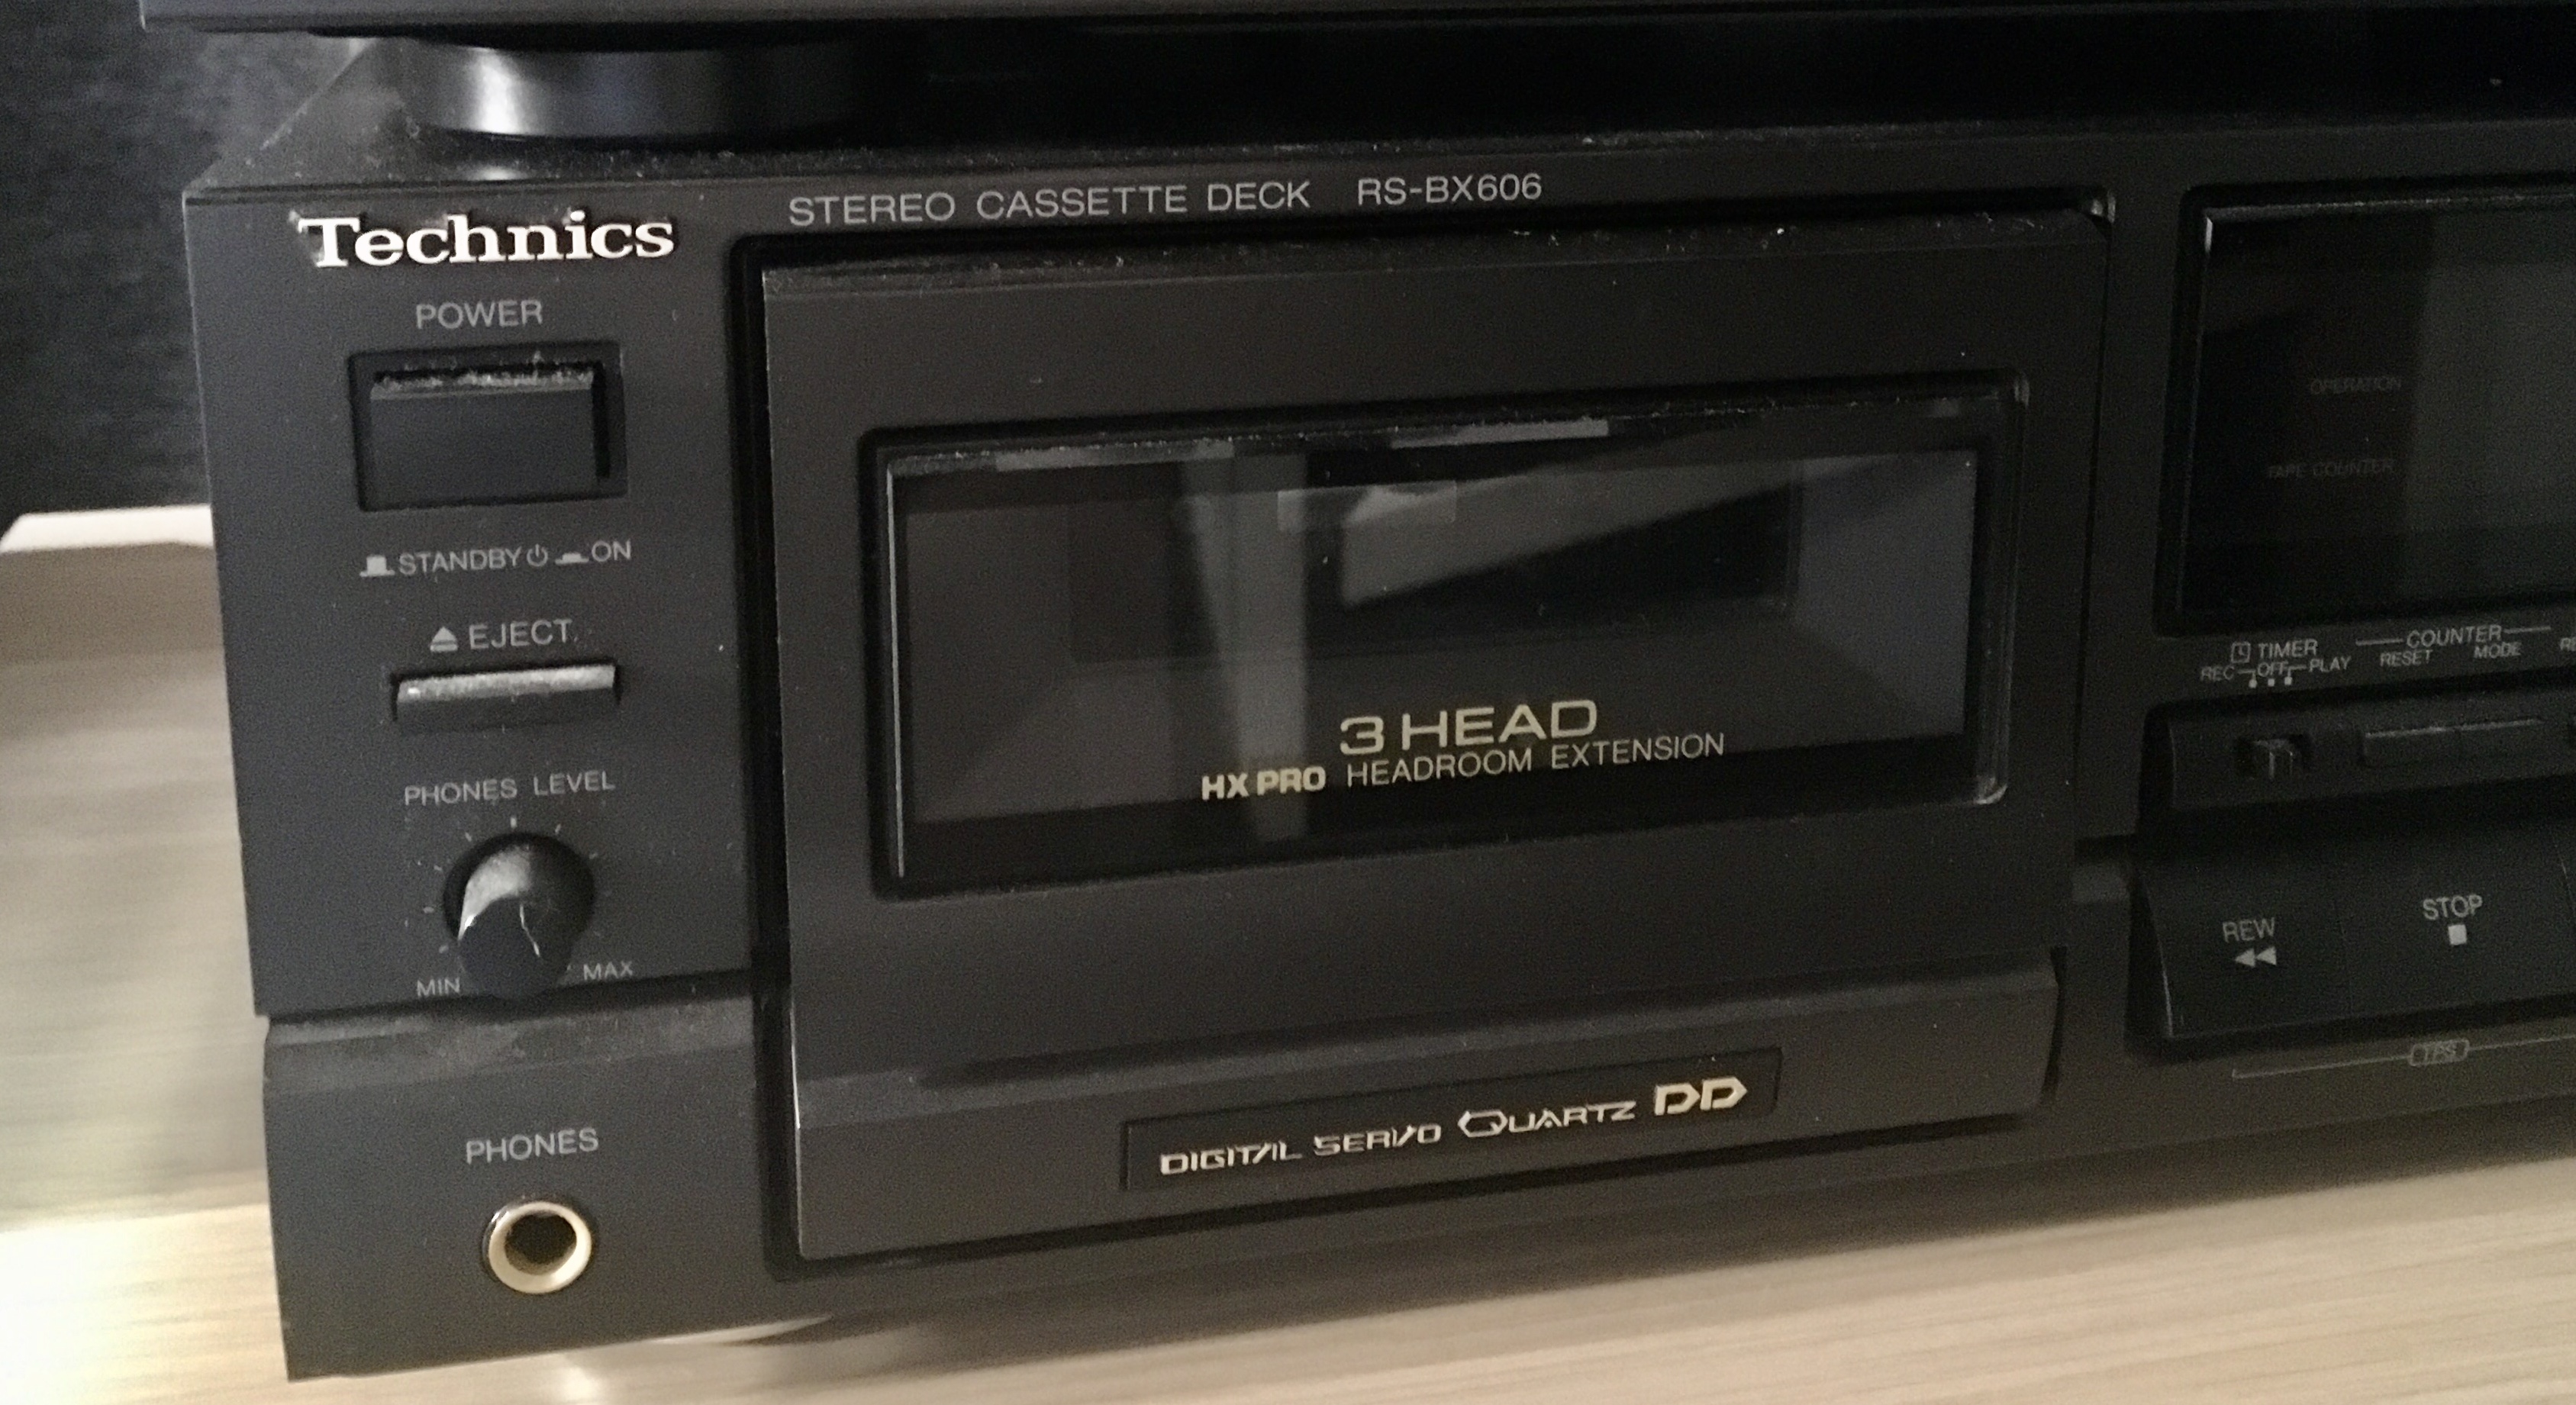 Technics
STEREO CASSETTE DECK RS-BX606
POWER
STANDBY ON
EJECT
PHONES LEVEL
MIN MAX
PHONES
3 HEAD
HX PRO HEADROOM EXTENSION
DIGITAL SERVO QUARTZ DD
OPERATION
TAPE COUNTER
TIMER
REC OFF PLAY
COUNTER
RESET MODE
REW
STOP
TPS